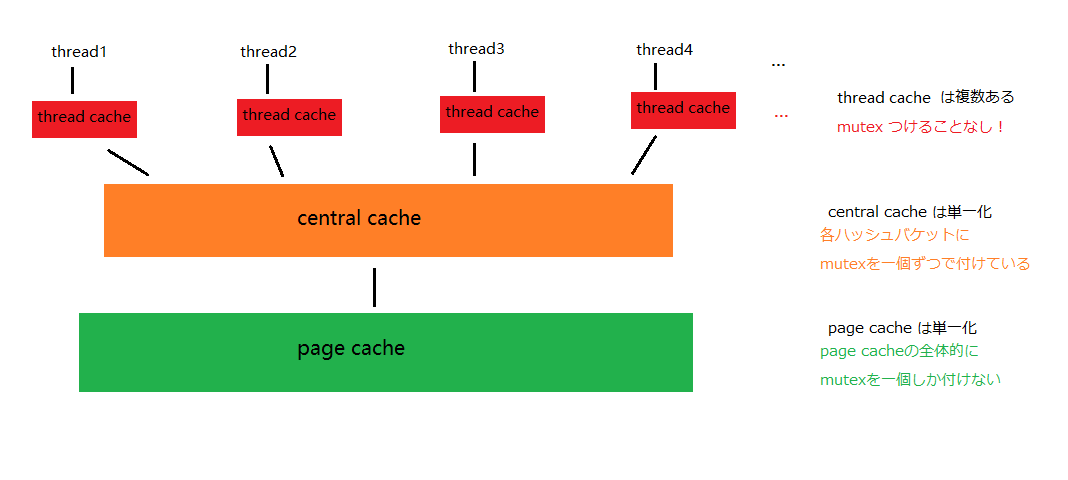 thread1
thread2
thread3
thread4
...
thread cache
thread cache
thread cache
thread cache
...
thread cache は複数ある
mutex つけることなし！
central cache
central cache は単一化
各ハッシュバケットに
mutexを一個ずつで付けている
page cache
page cache は単一化
page cacheの全体的に
mutexを一個しか付けない